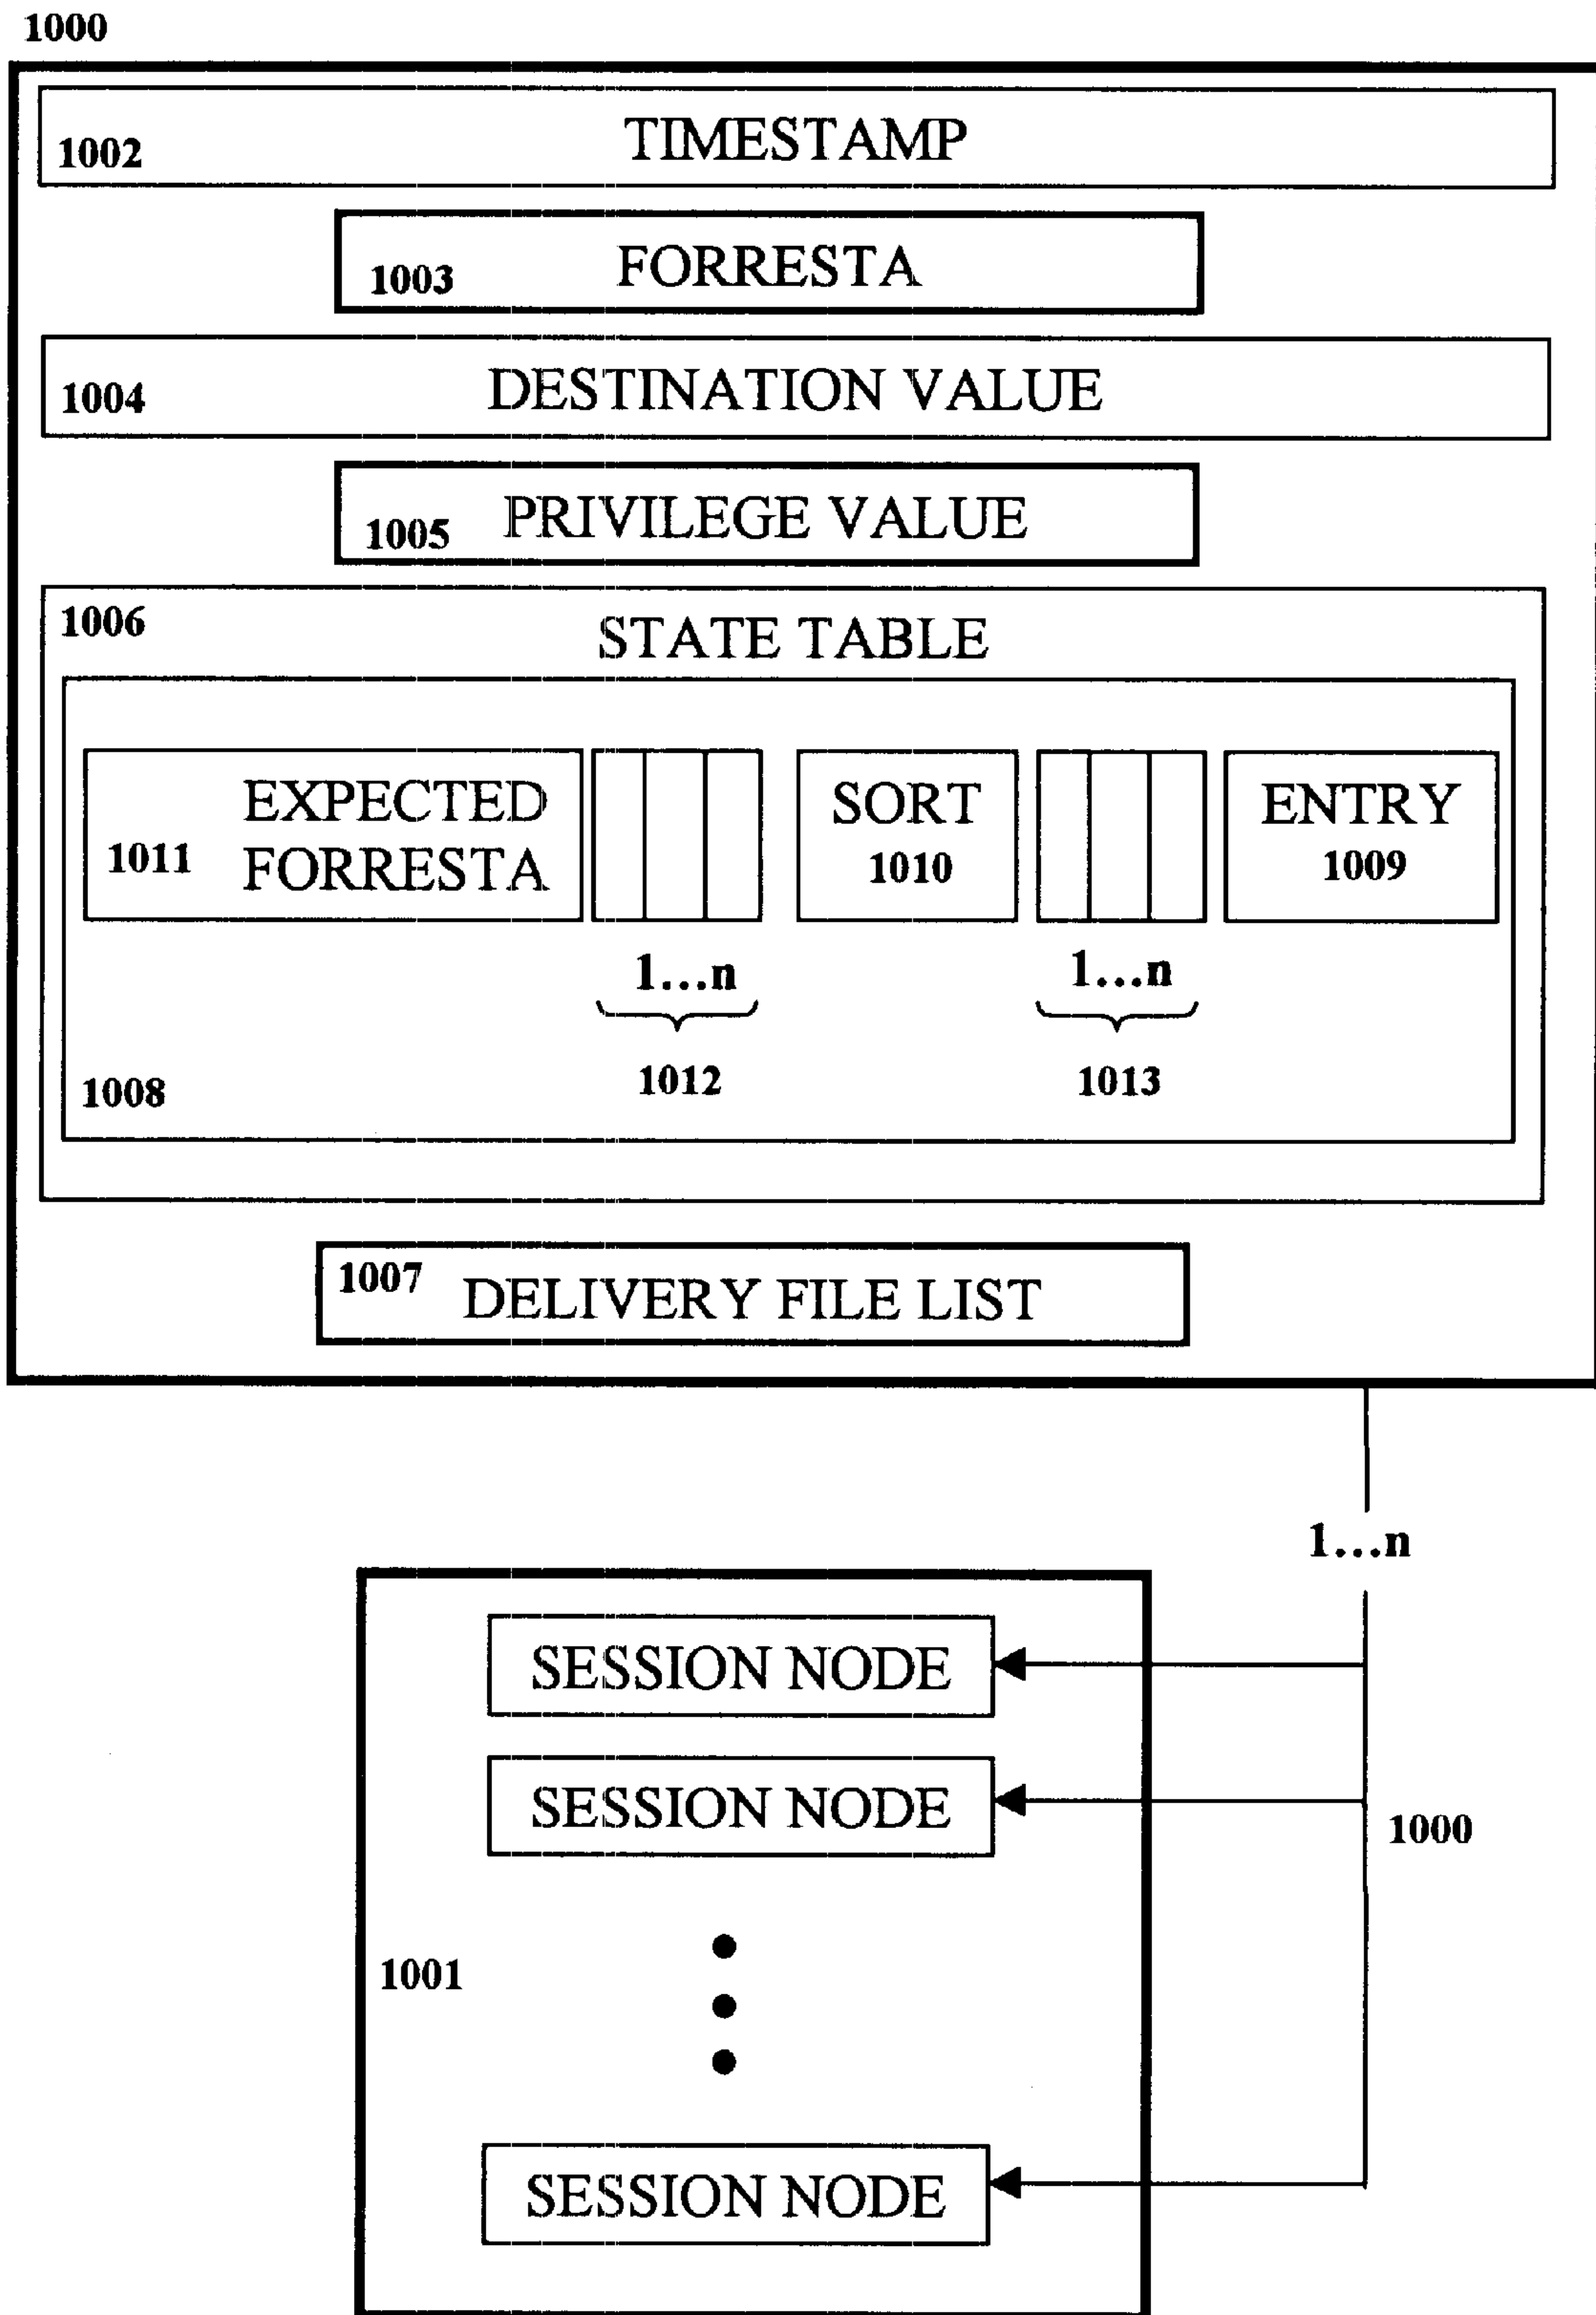 1000
1002 TIMESTAMP
1003 FORRESTA
1004 DESTINATION VALUE
1005 PRIVILEGE VALUE
1006
STATE TABLE
EXPECTED
1011 FORRESTA
SORT
1010
ENTRY
1009
1...n
1...n
1012
1013
1008
1007 DELIVERY FILE LIST
1...n
SESSION NODE
SESSION NODE
1000
1001
SESSION NODE